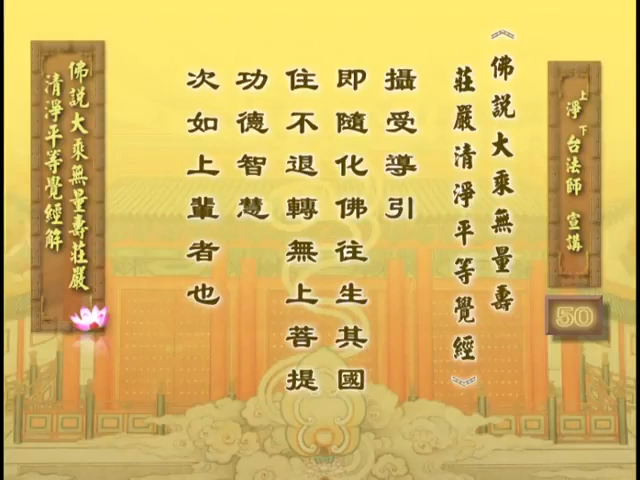 上淨下台法師 宣講
50
《佛說大乘無量壽
莊嚴清淨平等覺經》
攝受導引
即隨化佛往生其國
住不退轉無上菩提
功德智慧
次如上輩者也
佛說大乘無量壽莊嚴
清淨平等覺經解